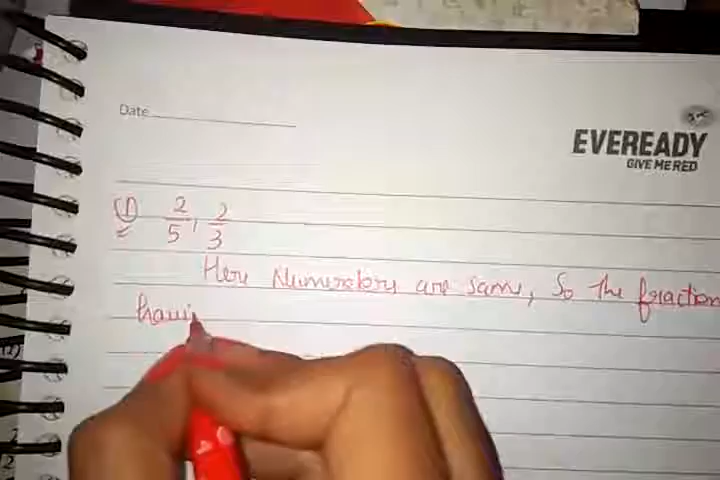 Date
EVEREADY
GIVE ME RED
(1) 2/5, 2/3
Here Numerators are same, So the fraction
havi